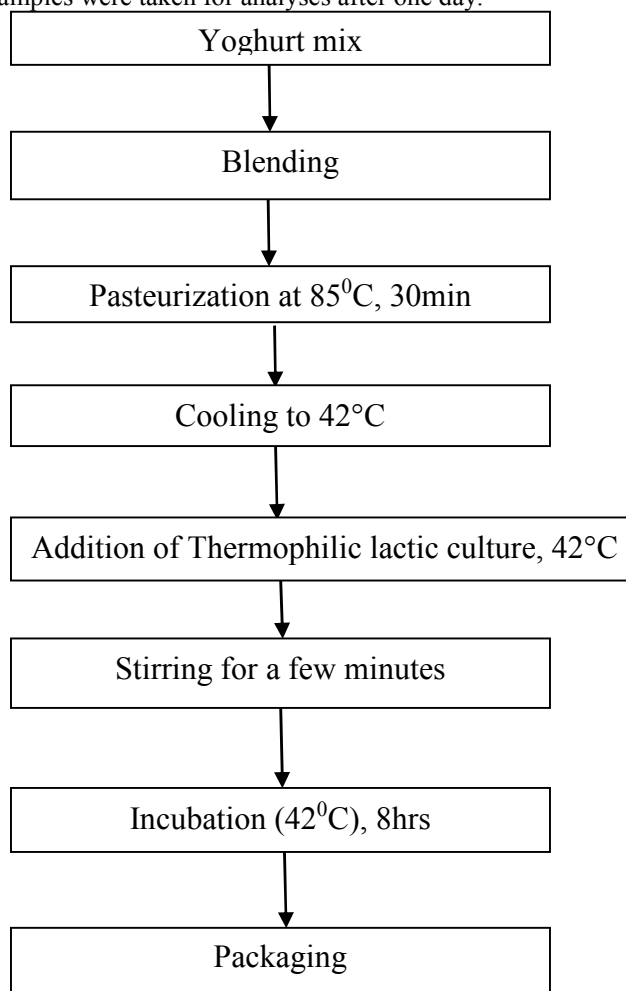 were taken for analyses after one day.
Yoghurt mix
Blending
Pasteurization at 85⁰C, 30min
Cooling to 42°C
Addition of Thermophilic lactic culture, 42°C
Stirring for a few minutes
Incubation (42⁰C), 8hrs
Packaging